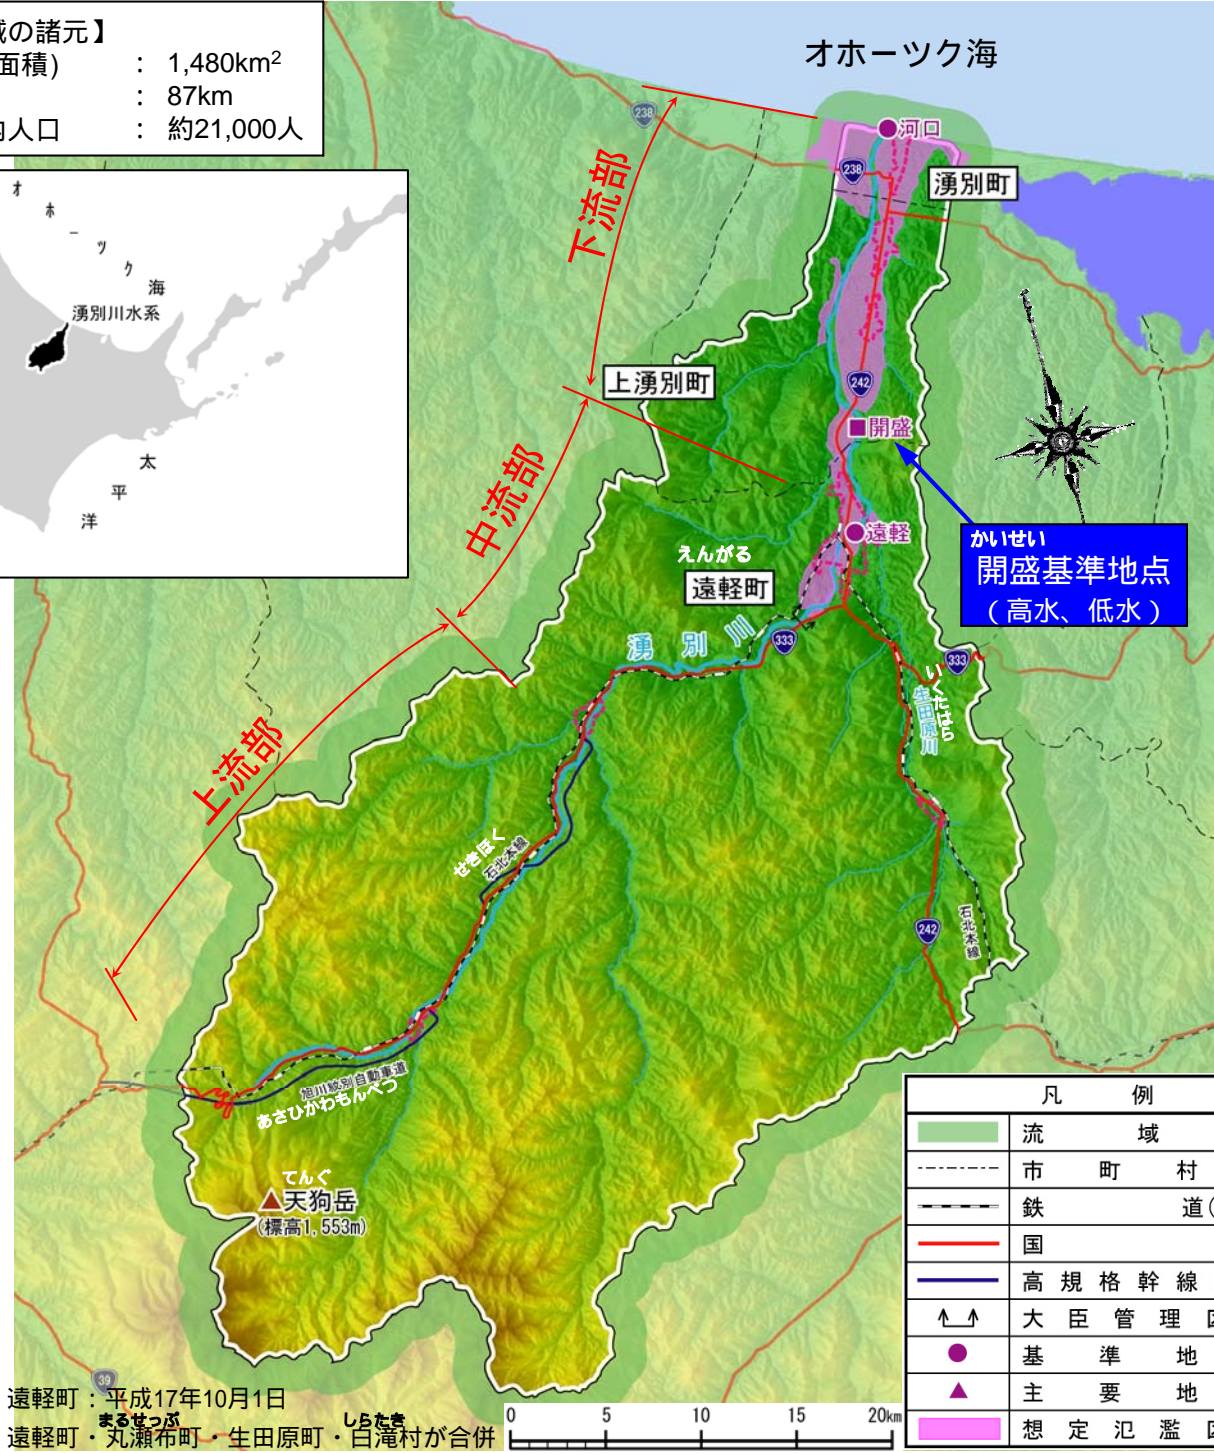 域の諸元】
面積) : 1,480km²
: 87km
内人口 : 約21,000人
オホーツク海
238
河口
238
湧別町
下流部
オホーツク海
湧別川水系
太平洋
上湧別町
242
開盛
中流部
遠軽
かいせい
開盛基準地点
(高水、低水)
えんがる
遠軽町
湧別川
333
333
いくたはら
生田原川
上流部
せきほく
石北本線
242
石北本線
旭川紋別自動車道
あさひかわもんべつ
てんぐ
天狗岳
(標高1,553m)
凡例
流域
市町村
鉄道(
国
高規格幹線
大臣管理区
基準地
主要地
想定氾濫区
39
遠軽町:平成17年10月1日
まるせっぷ しらたき
遠軽町・丸瀬布町・生田原町・白滝村が合併
0 5 10 15 20km